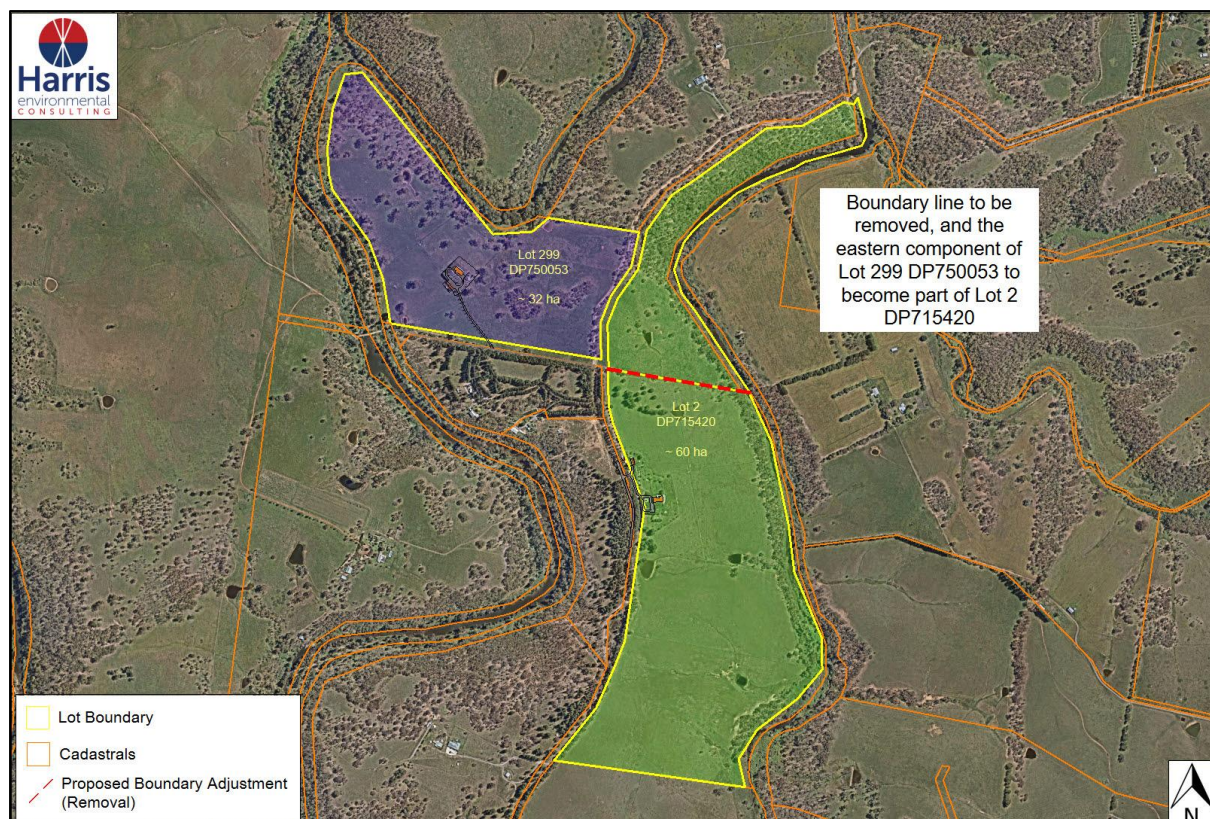 Harris
environmental
CONSULTING
Lot 299
DP750053
~ 32 ha
Boundary line to be
removed, and the
eastern component of
Lot 299 DP750053 to
become part of Lot 2
DP715420
Lot 2
DP715420
~ 60 ha
Lot Boundary
Cadastrals
Proposed Boundary Adjustment
(Removal)
N